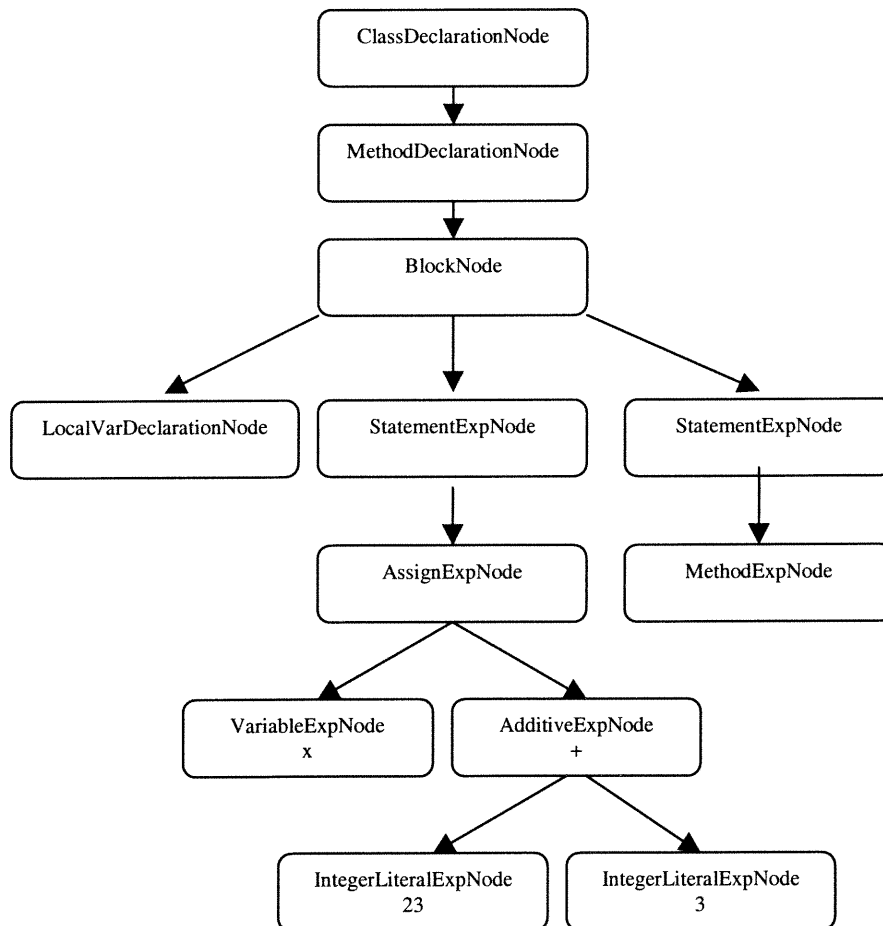 ClassDeclarationNode
MethodDeclarationNode
BlockNode
LocalVarDeclarationNode
StatementExpNode
StatementExpNode
AssignExpNode
MethodExpNode
VariableExpNode
x
AdditiveExpNode
+
IntegerLiteralExpNode
23
IntegerLiteralExpNode
3